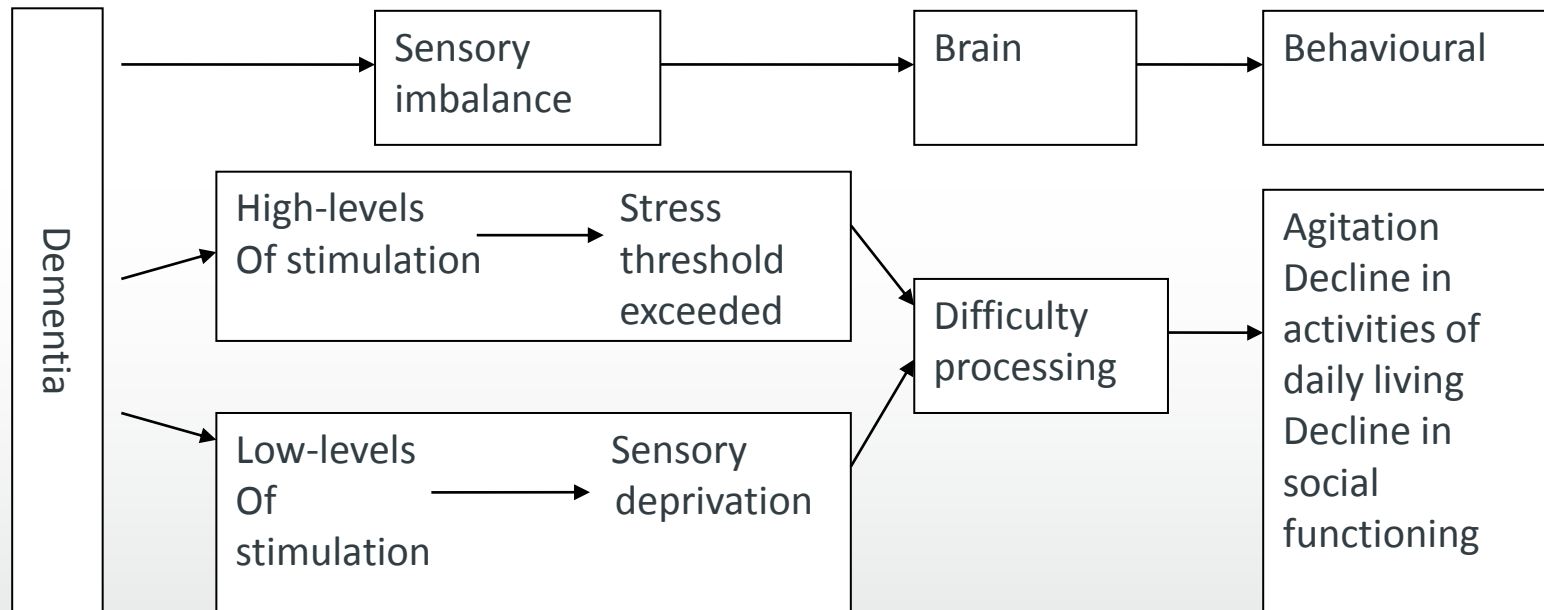 Dementia
Sensory
imbalance
Brain
Behavioural
High-levels
Of stimulation
Stress
threshold
exceeded
Low-levels
Of
stimulation
Sensory
deprivation
Difficulty
processing
Agitation
Decline in
activities of
daily living
Decline in
social
functioning